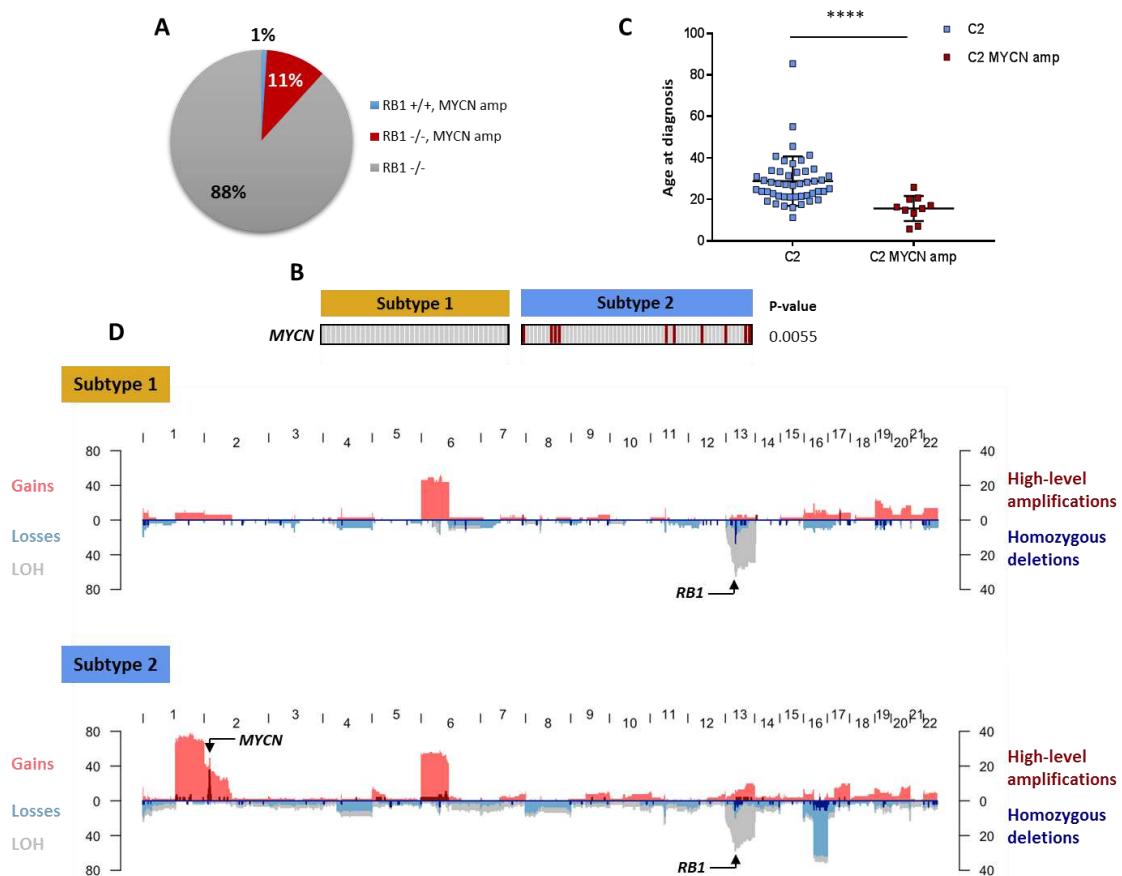 A
1%
11%
88%
RB1 +/+, MYCN amp
RB1 -/-, MYCN amp
RB1 -/-
C
****
C2
C2 MYCN amp
Age at diagnosis
100
80
60
40
20
0
C2
C2 MYCN amp
B
Subtype 1
Subtype 2
P-value
MYCN
0.0055
D
Subtype 1
1 2 3 4 5 6 7 8 9 10 11 12 13 14 15 16 17 18 19 20 21 22
80
40
0
40
80
Gains
Losses
LOH
40
20
0
20
40
High-level
amplifications
Homozygous
deletions
RB1
Subtype 2
1 2 3 4 5 6 7 8 9 10 11 12 13 14 15 16 17 18 19 20 21 22
80
40
0
40
80
Gains
Losses
LOH
MYCN
40
20
0
20
40
High-level
amplifications
Homozygous
deletions
RB1